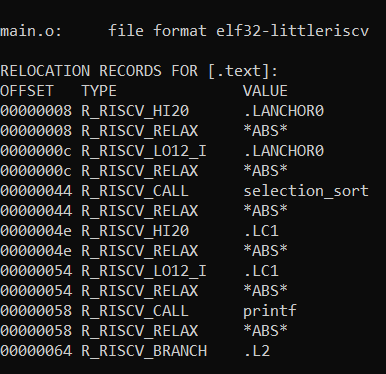 main.o:     file format elf32-littleriscv
RELOCATION RECORDS FOR [.text]:
OFFSET   TYPE              VALUE
00000008 R_RISCV_HI20      .LANCHOR0
00000008 R_RISCV_RELAX     *ABS*
0000000c R_RISCV_LO12_I    .LANCHOR0
0000000c R_RISCV_RELAX     *ABS*
00000044 R_RISCV_CALL      selection_sort
00000044 R_RISCV_RELAX     *ABS*
0000004e R_RISCV_HI20      .LC1
0000004e R_RISCV_RELAX     *ABS*
00000054 R_RISCV_LO12_I    .LC1
00000054 R_RISCV_RELAX     *ABS*
00000058 R_RISCV_CALL      printf
00000058 R_RISCV_RELAX     *ABS*
00000064 R_RISCV_BRANCH    .L2